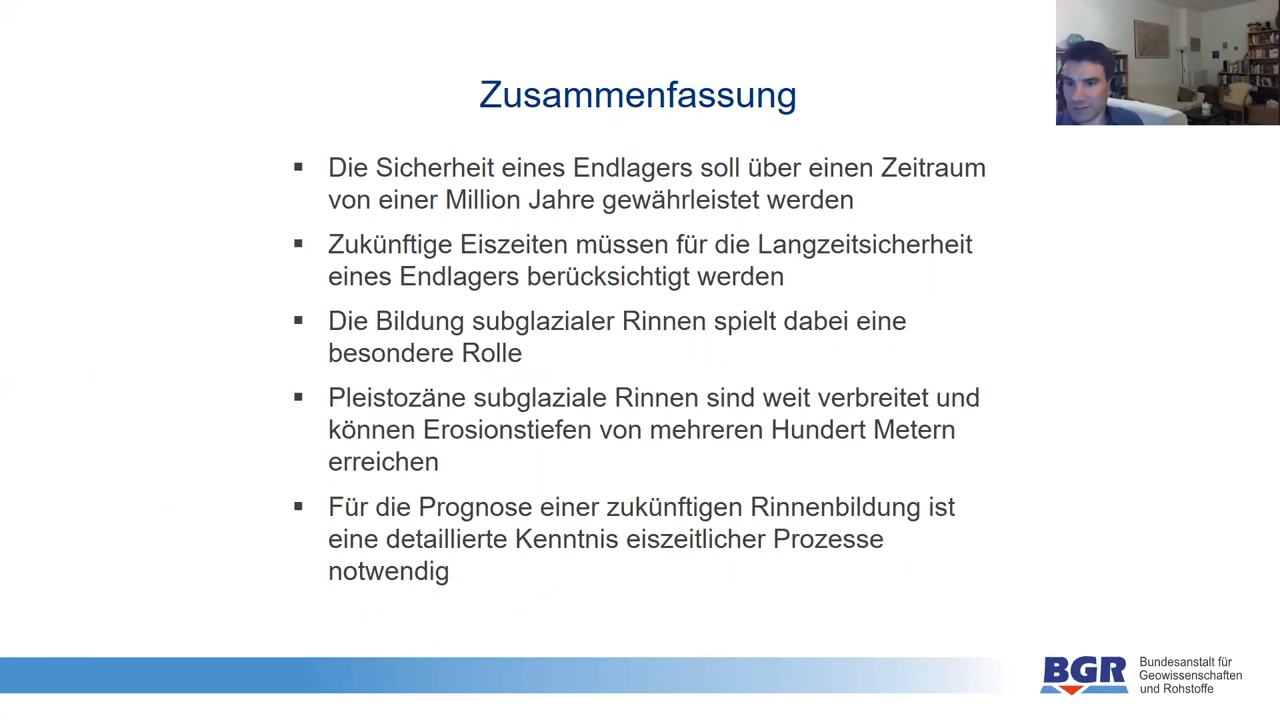 Zusammenfassung
▪ Die Sicherheit eines Endlagers soll über einen Zeitraum
von einer Million Jahre gewährleistet werden
▪ Zukünftige Eiszeiten müssen für die Langzeitsicherheit
eines Endlagers berücksichtigt werden
▪ Die Bildung subglazialer Rinnen spielt dabei eine
besondere Rolle
▪ Pleistozäne subglaziale Rinnen sind weit verbreitet und
können Erosionstiefen von mehreren Hundert Metern
erreichen
▪ Für die Prognose einer zukünftigen Rinnenbildung ist
eine detaillierte Kenntnis eiszeitlicher Prozesse
notwendig
BGR
Bundesanstalt für
Geowissenschaften
und Rohstoffe